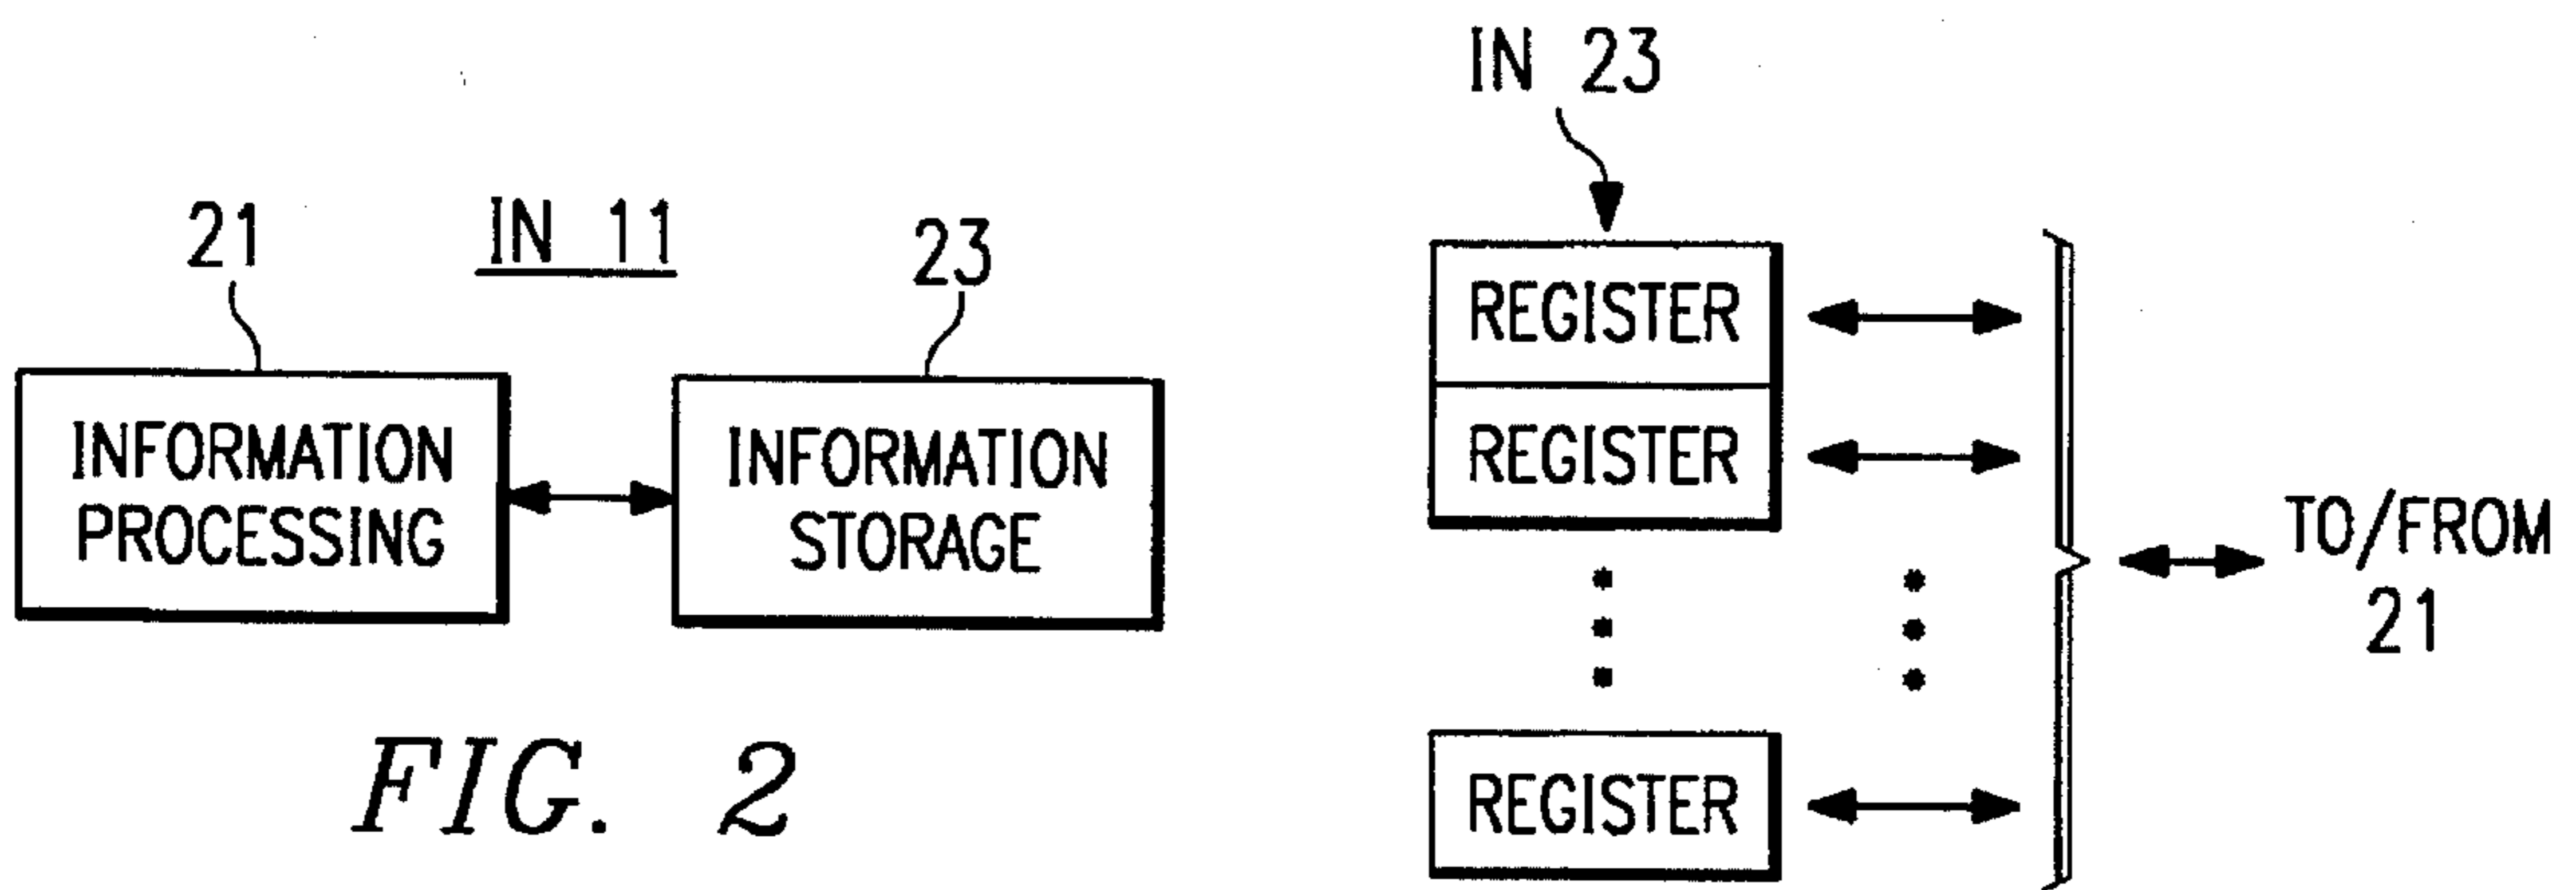 21
IN 11
23
INFORMATION
PROCESSING
INFORMATION
STORAGE
FIG. 2
IN 23
REGISTER
REGISTER
REGISTER
TO/FROM
21